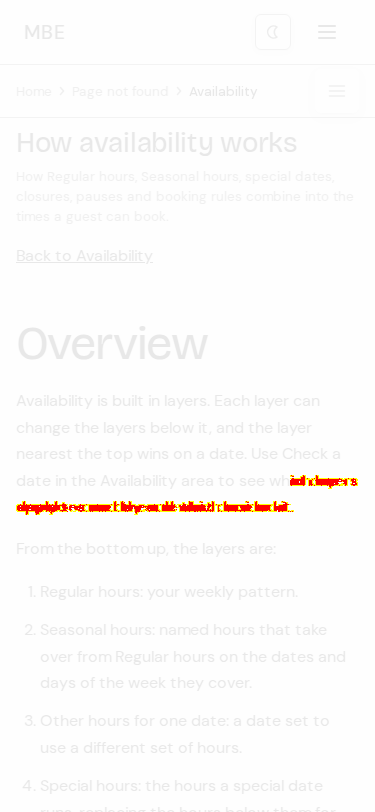 MBE
Home > Page not found > Availability
How availability works
How Regular hours, Seasonal hours, special dates,
closures, pauses and booking rules combine into the
times a guest can book.
Back to Availability
Overview
Availability is built in layers. Each layer can
change the layers below it, and the layer
nearest the top wins on a date. Use Check a
date in the Availability area to see
From the bottom up, the layers are:
1. Regular hours: your weekly pattern.
2. Seasonal hours: named hours that take
over from Regular hours on the dates and
days of the week they cover.
3. Other hours for one date: a date set to
use a different set of hours.
4. Special hours: the hours a special date